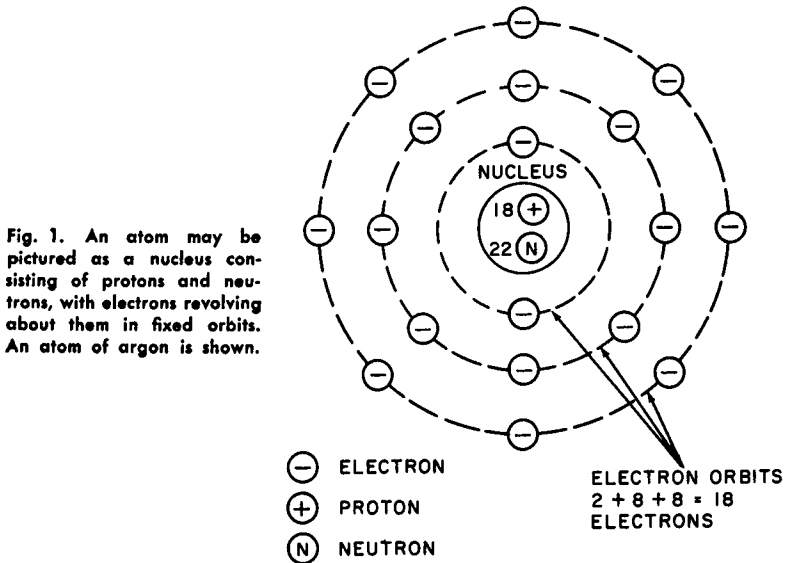 NUCLEUS
18 +
22 N
Fig. 1. An atom may be
pictured as a nucleus con-
sisting of protons and neu-
trons, with electrons revolving
about them in fixed orbits.
An atom of argon is shown.
− ELECTRON
+ PROTON
N NEUTRON
ELECTRON ORBITS
2 + 8 + 8 = 18
ELECTRONS